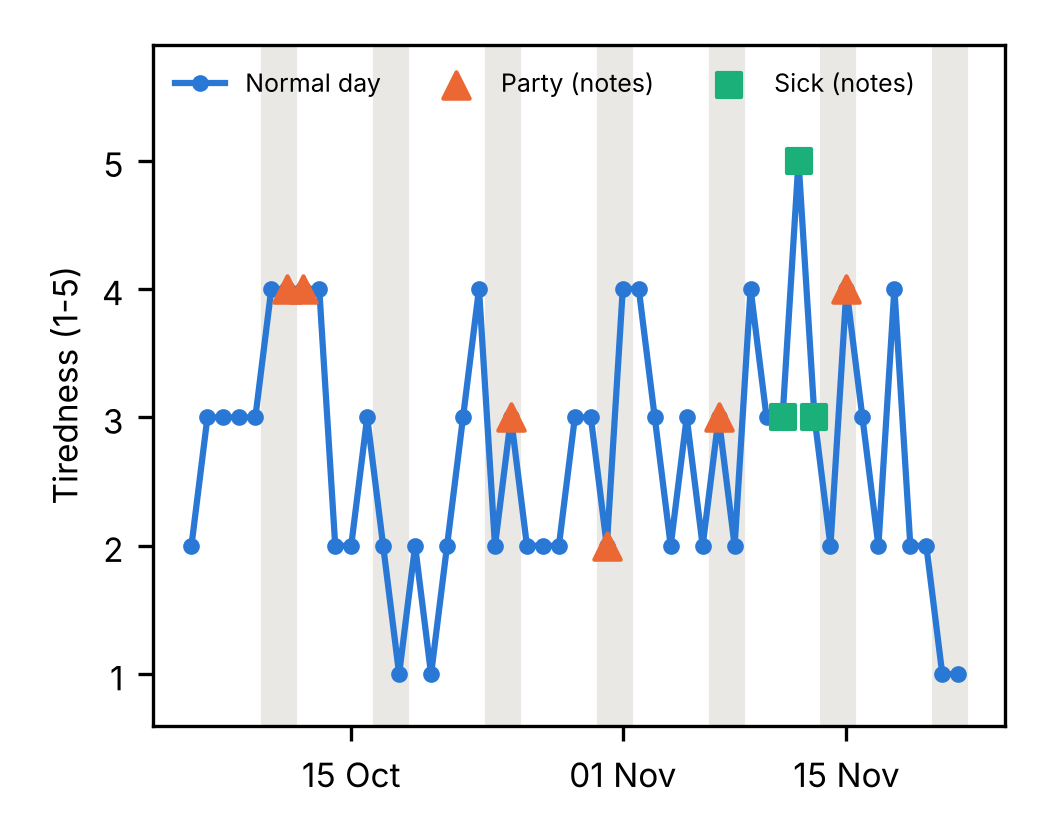 Normal day
Party (notes)
Sick (notes)
Tiredness (1-5)
5
4
3
2
1
15 Oct
01 Nov
15 Nov